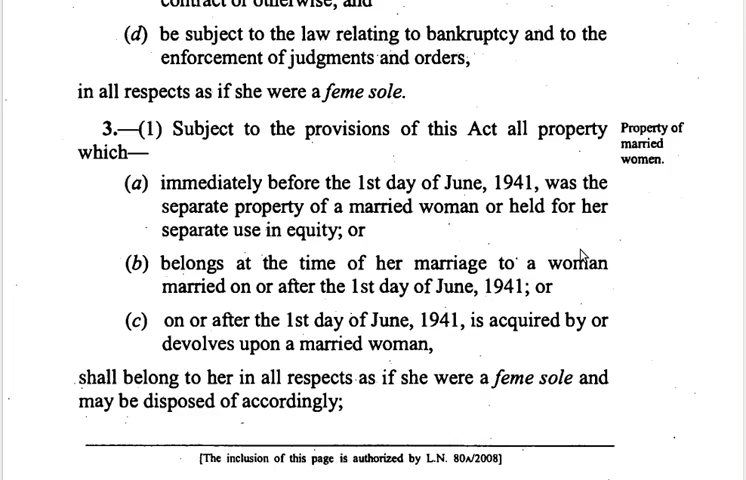 contract or otherwise; and
(d) be subject to the law relating to bankruptcy and to the
enforcement of judgments and orders,
in all respects as if she were a feme sole.
3.—(1) Subject to the provisions of this Act all property
which—
Property of
married
women.
(a) immediately before the 1st day of June, 1941, was the
separate property of a married woman or held for her
separate use in equity; or
(b) belongs at the time of her marriage to a woman
married on or after the 1st day of June, 1941; or
(c) on or after the 1st day of June, 1941, is acquired by or
devolves upon a married woman,
shall belong to her in all respects as if she were a feme sole and
may be disposed of accordingly;
[The inclusion of this page is authorized by L.N. 80A/2008]